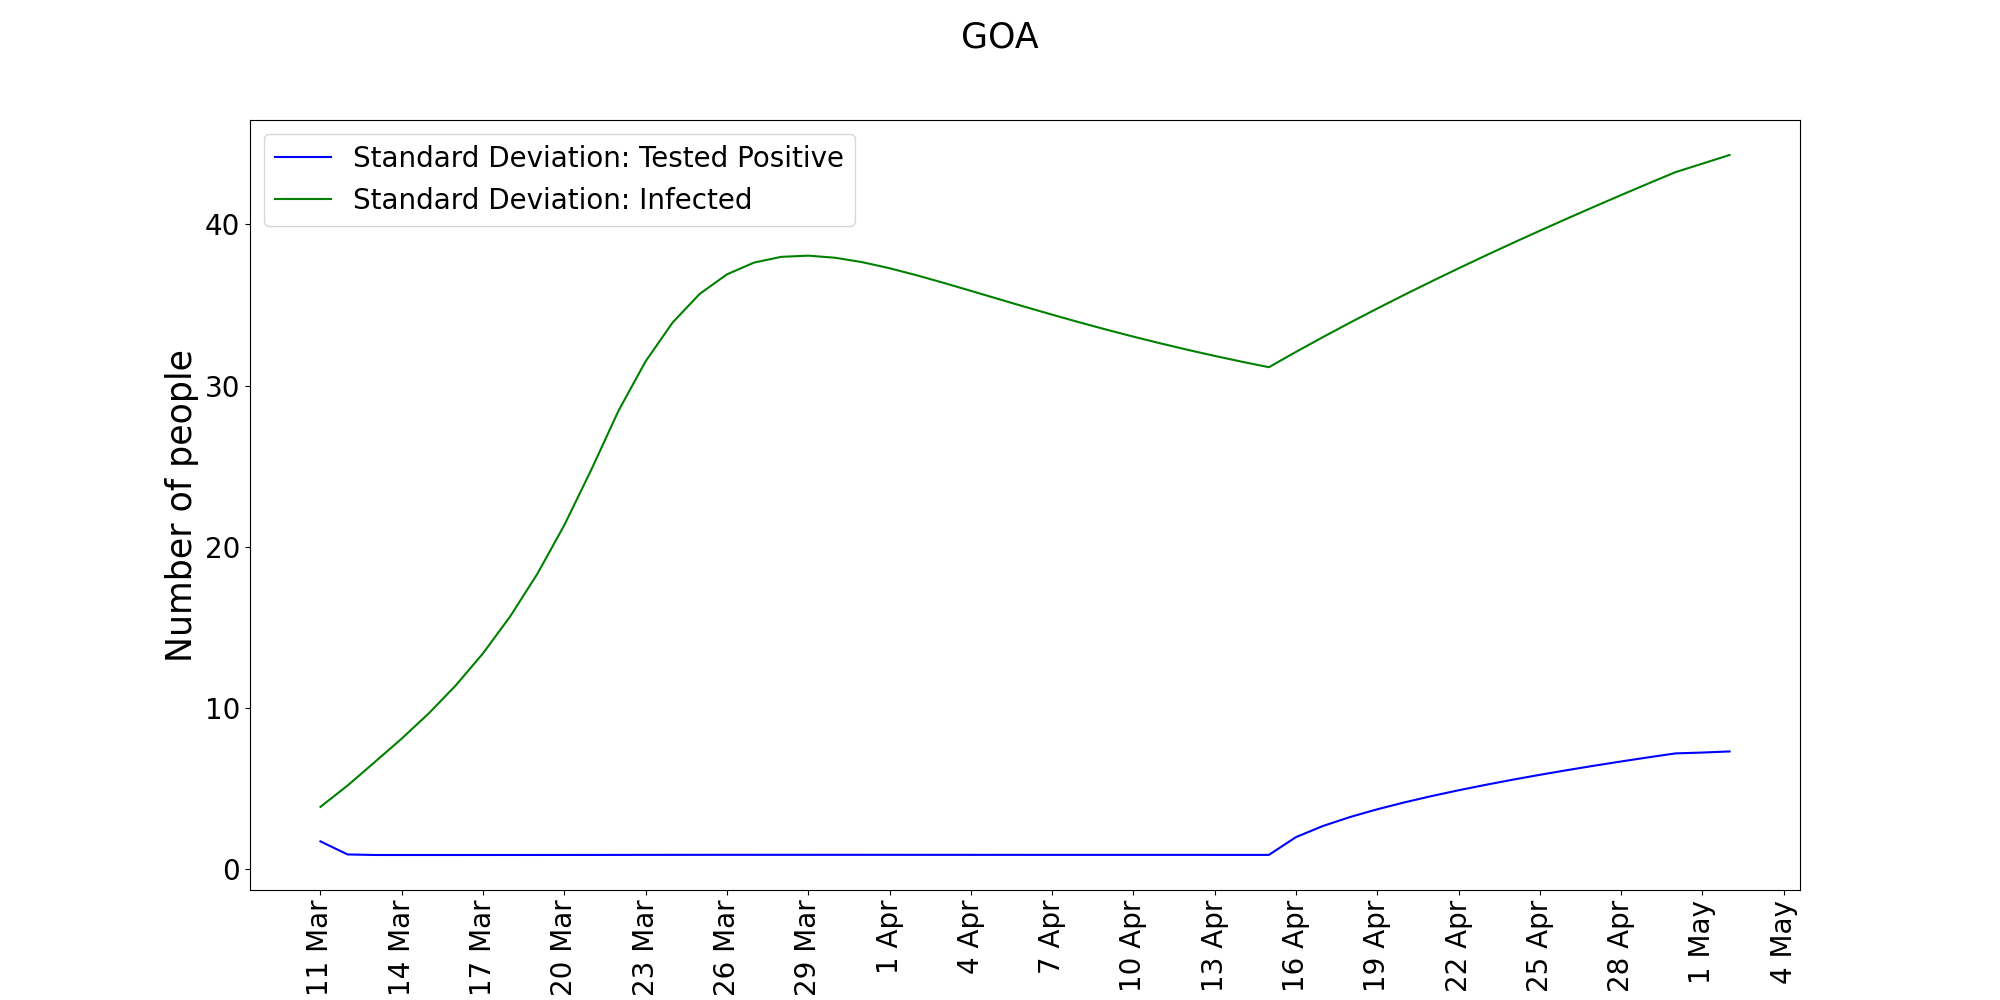 GOA
Standard Deviation: Tested Positive
Standard Deviation: Infected
Number of people
40
30
20
10
0
11 Mar
14 Mar
17 Mar
20 Mar
23 Mar
26 Mar
29 Mar
1 Apr
4 Apr
7 Apr
10 Apr
13 Apr
16 Apr
19 Apr
22 Apr
25 Apr
28 Apr
1 May
4 May